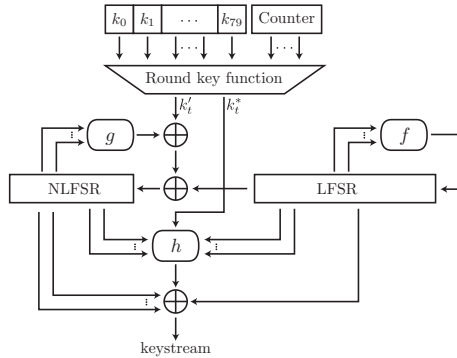 k₀ k₁ ... k₇₉ Counter
... ...
Round key function
k′ₜ k*ₜ
g f
NLFSR LFSR
h
keystream